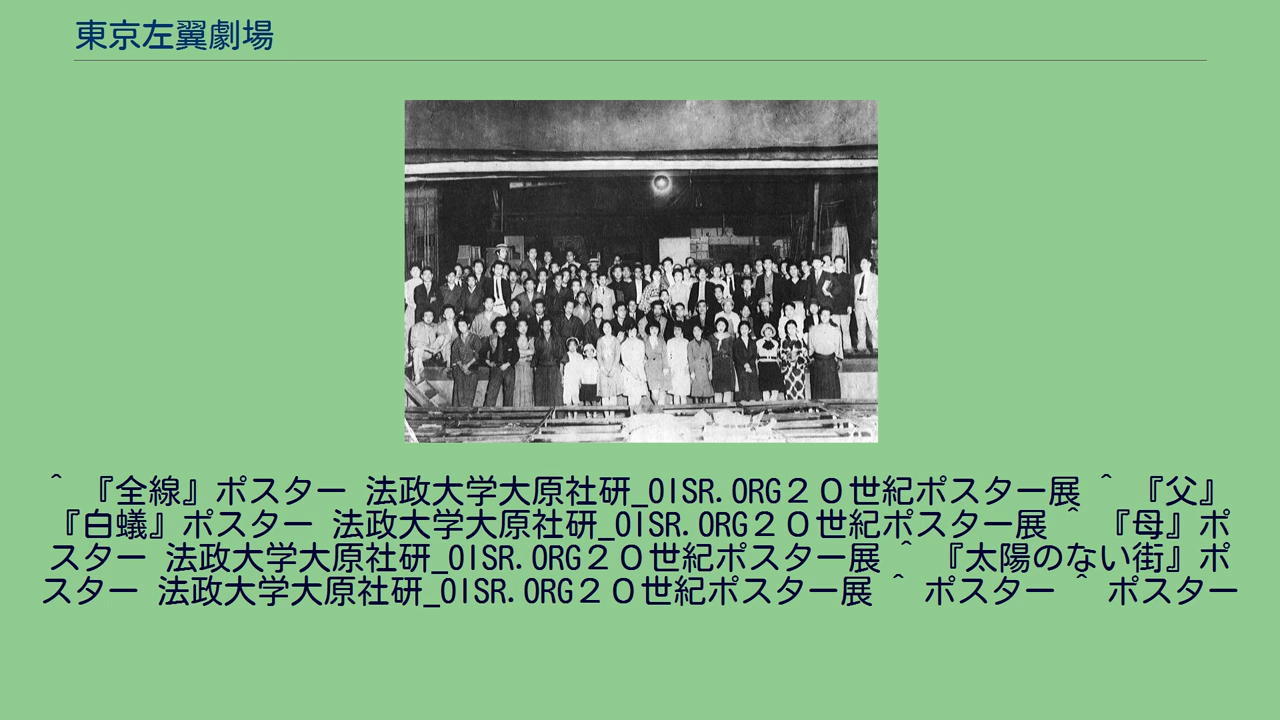 東京左翼劇場
^ 『全線』ポスター 法政大学大原社研_OISR.ORG２０世紀ポスター展 ^ 『父』
『白蟻』ポスター 法政大学大原社研_OISR.ORG２０世紀ポスター展 ^ 『母』ポ
スター 法政大学大原社研_OISR.ORG２０世紀ポスター展 ^ 『太陽のない街』ポ
スター 法政大学大原社研_OISR.ORG２０世紀ポスター展 ^ ポスター ^ ポスター